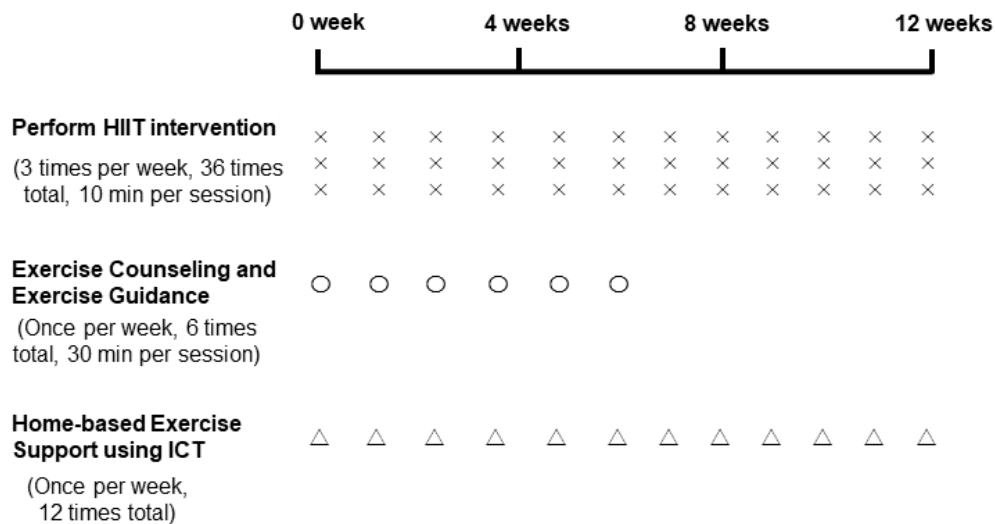 0 week 4 weeks 8 weeks 12 weeks
Perform HIIT intervention
(3 times per week, 36 times
total, 10 min per session)
Exercise Counseling and
Exercise Guidance
(Once per week, 6 times
total, 30 min per session)
Home-based Exercise
Support using ICT
(Once per week,
12 times total)